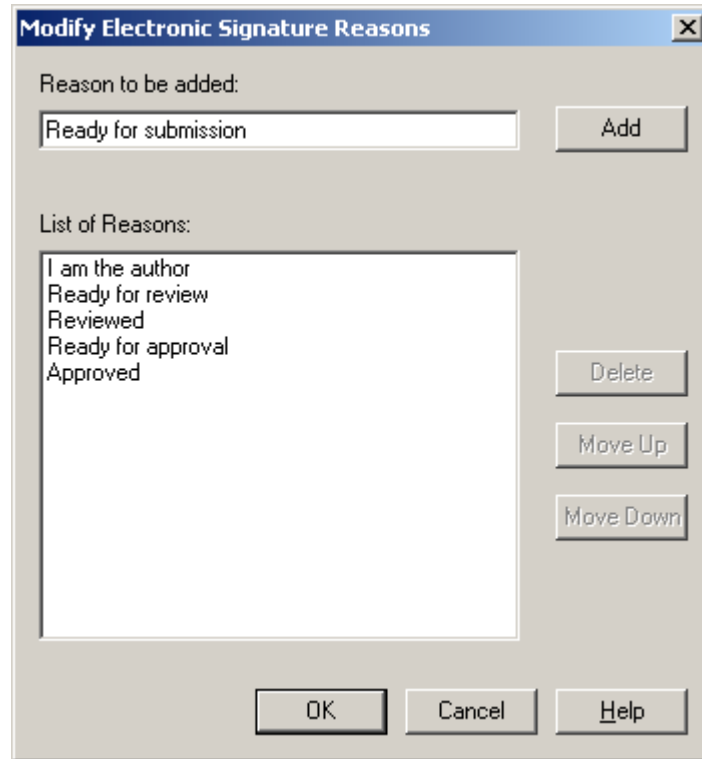 Modify Electronic Signature Reasons
Reason to be added:
Ready for submission
Add
List of Reasons:
I am the author
Ready for review
Reviewed
Ready for approval
Approved
Delete
Move Up
Move Down
OK Cancel Help